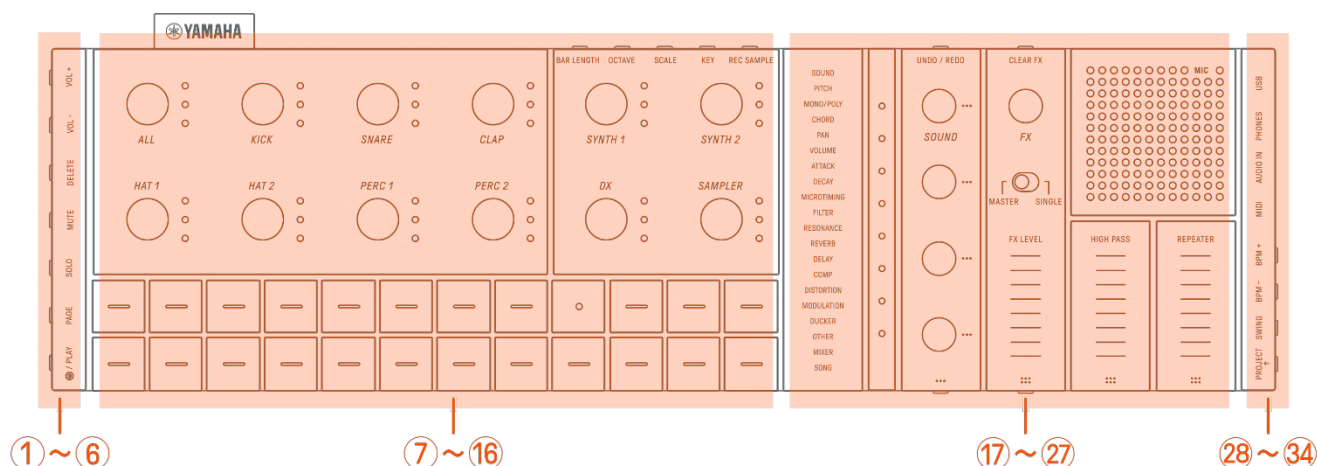 YAMAHA
VOL +
VOL -
DELETE
MUTE
SOLO
PAGE
/ PLAY
BAR LENGTH OCTAVE SCALE KEY REC SAMPLE
ALL KICK SNARE CLAP SYNTH 1 SYNTH 2
HAT 1 HAT 2 PERC 1 PERC 2 DX SAMPLER
SOUND
PITCH
MONO/POLY
CHORD
PAN
VOLUME
ATTACK
DECAY
MICROTIMING
FILTER
RESONANCE
REVERB
DELAY
COMP
DISTORTION
MODULATION
DUCKER
OTHER
MIXER
SONG
UNDO / REDO
SOUND
CLEAR FX
FX
MASTER SINGLE
FX LEVEL
MIC
HIGH PASS
REPEATER
USB
PHONES
AUDIO IN
MIDI
BPM +
BPM -
SWING
PROJECT
①~⑥ ⑦~⑯ ⑰~㉗ ㉘~㉞